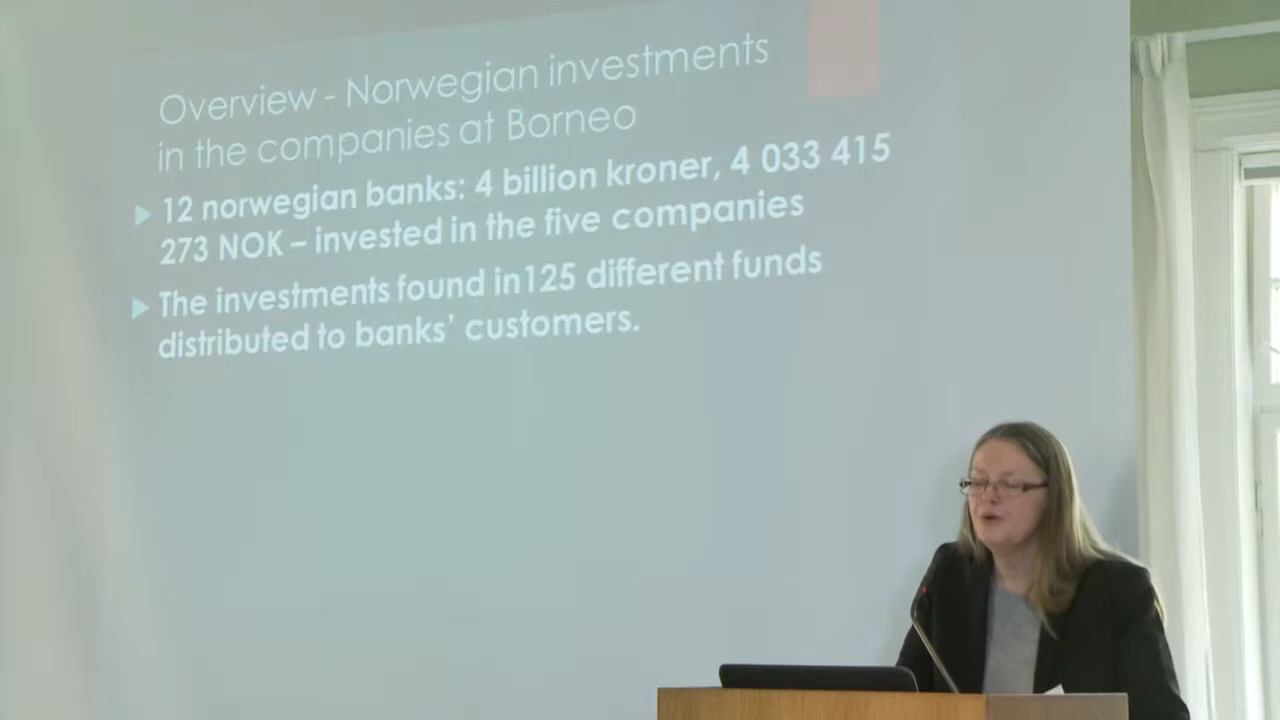 Overview - Norwegian investments
in the companies at Borneo
12 norwegian banks: 4 billion kroner, 4 033 415
273 NOK – invested in the five companies
The investments found in125 different funds
distributed to banks’ customers.